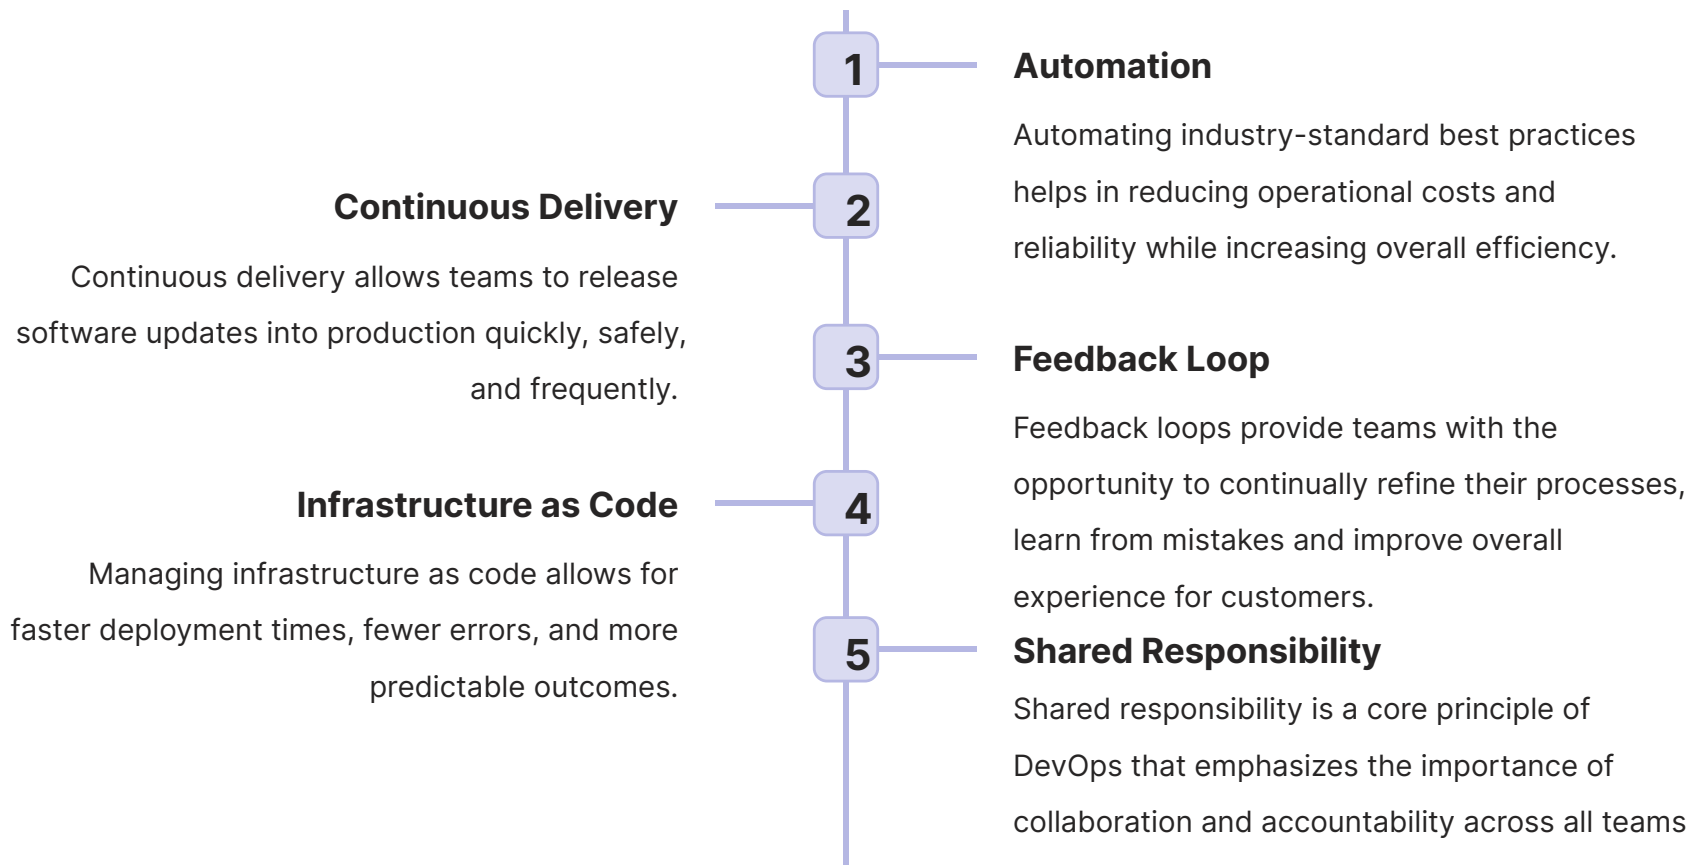 1
Automation
Automating industry-standard best practices
helps in reducing operational costs and
reliability while increasing overall efficiency.
2
Continuous Delivery
Continuous delivery allows teams to release
software updates into production quickly, safely,
and frequently.
3
Feedback Loop
Feedback loops provide teams with the
opportunity to continually refine their processes,
learn from mistakes and improve overall
experience for customers.
4
Infrastructure as Code
Managing infrastructure as code allows for
faster deployment times, fewer errors, and more
predictable outcomes.
5
Shared Responsibility
Shared responsibility is a core principle of
DevOps that emphasizes the importance of
collaboration and accountability across all teams